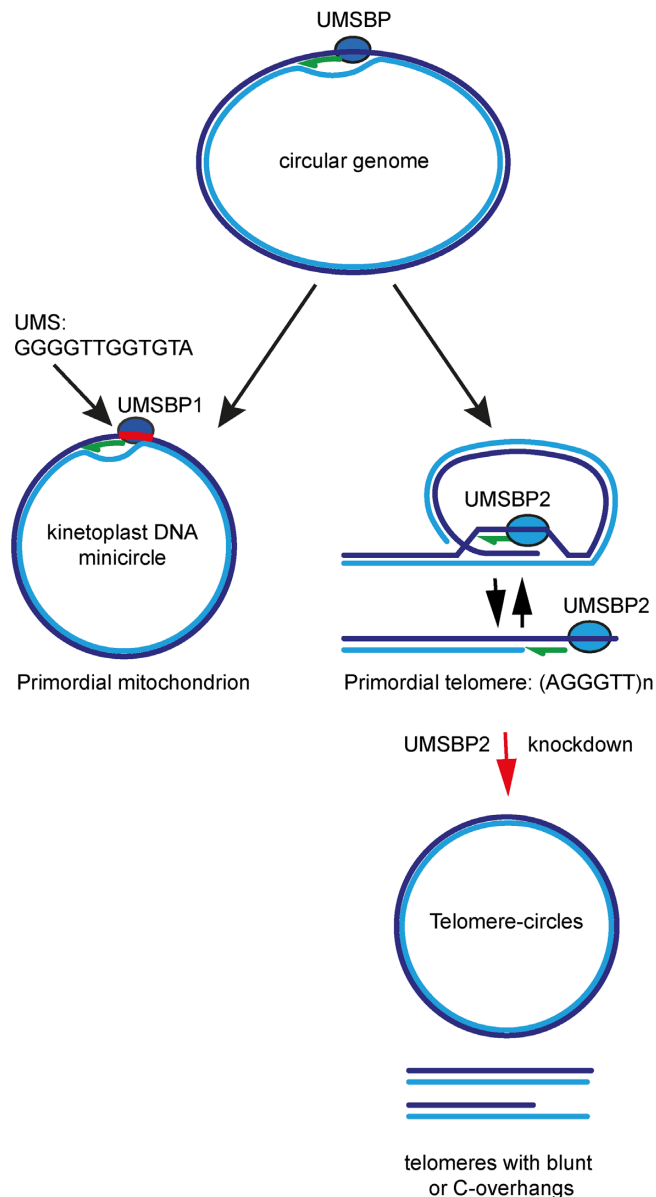 UMSBP
circular genome
UMS:
GGGGTTGGTGTA
UMSBP1
kinetoplast DNA
minicircle
Primordial mitochondrion
UMSBP2
UMSBP2
Primordial telomere: (AGGGTT)n
UMSBP2 knockdown
Telomere-circles
telomeres with blunt
or C-overhangs